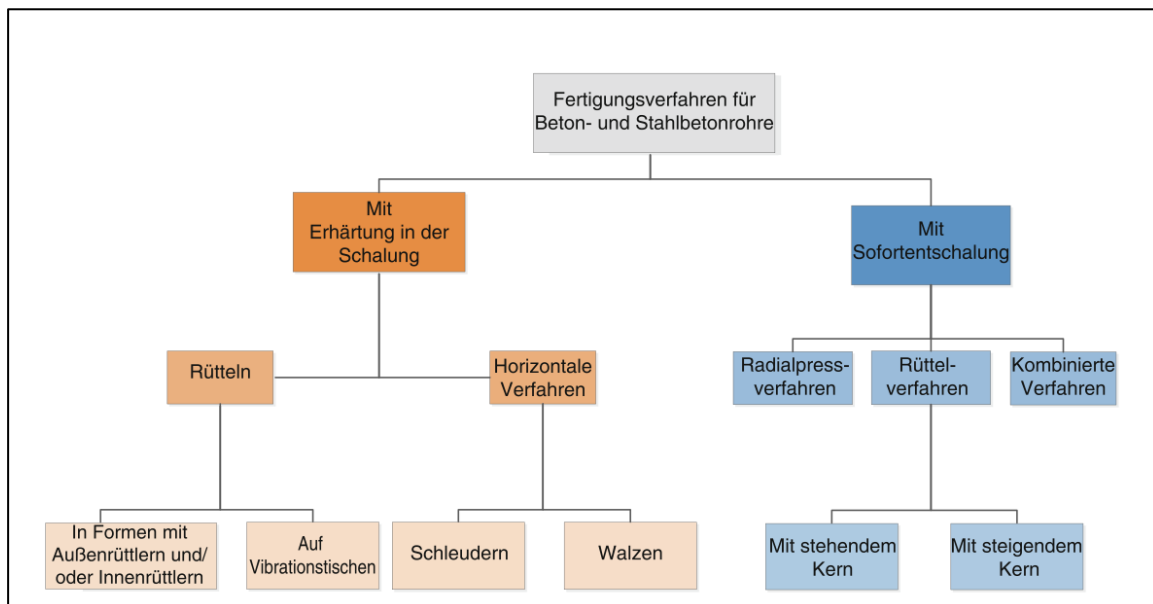 Fertigungsverfahren für
Beton- und Stahlbetonrohre
Mit
Erhärtung in der
Schalung
Mit
Sofortentschalung
Rütteln
Horizontale
Verfahren
Radialpress-
verfahren
Rüttel-
verfahren
Kombinierte
Verfahren
In Formen mit
Außenrüttlern und/
oder Innenrüttlern
Auf
Vibrationstischen
Schleudern
Walzen
Mit stehendem
Kern
Mit steigendem
Kern